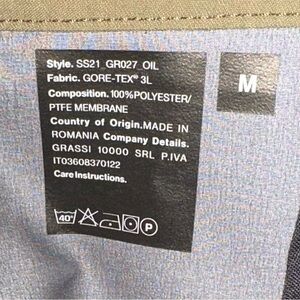 Style. SS21_GR027_OIL
Fabric. GORE-TEX® 3L
Composition. 100%POLYESTER/
PTFE MEMBRANE
Country of Origin.MADE IN
ROMANIA Company Details.
GRASSI 10000 SRL P.IVA
IT03608370122
Care Instructions.
40°
P
M